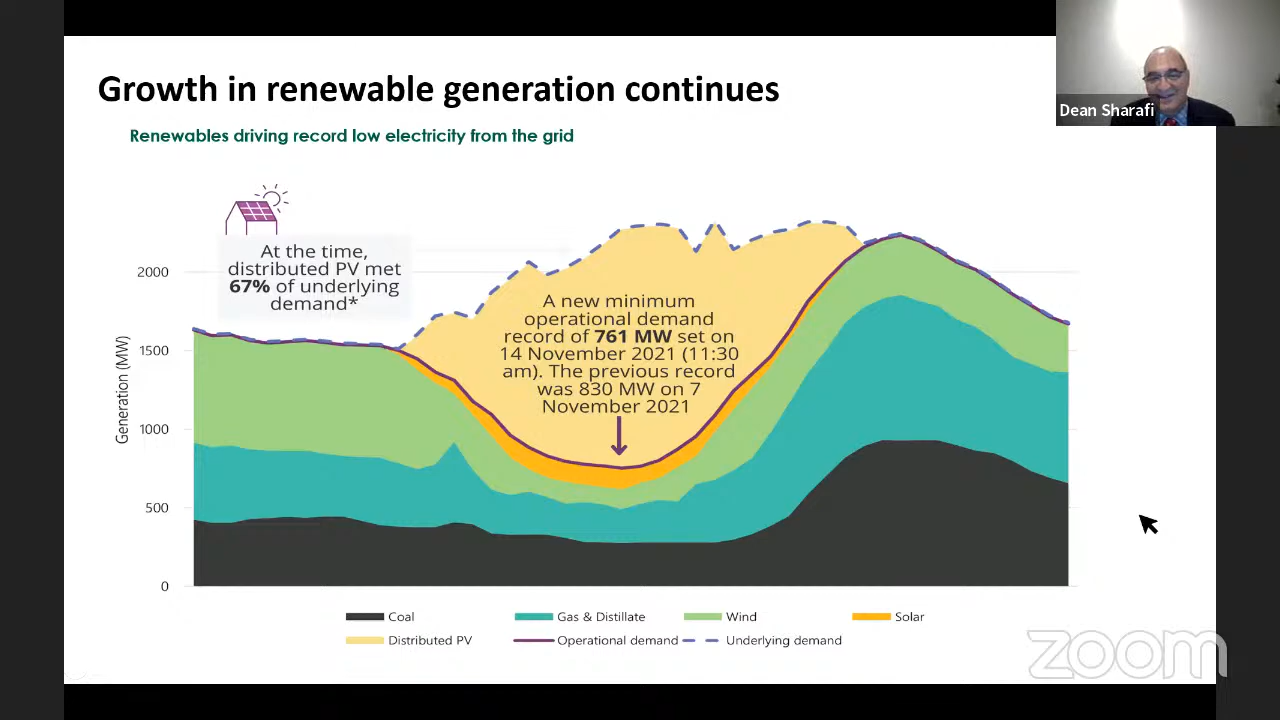 Growth in renewable generation continues
Dean Sharafi
Renewables driving record low electricity from the grid
At the time,
distributed PV met
67% of underlying
demand*
A new minimum
operational demand
record of 761 MW set on
14 November 2021 (11:30
am). The previous record
was 830 MW on 7
November 2021
Generation (MW)
2000
1500
1000
500
0
Coal
Gas & Distillate
Wind
Solar
Distributed PV
Operational demand
Underlying demand
zoom